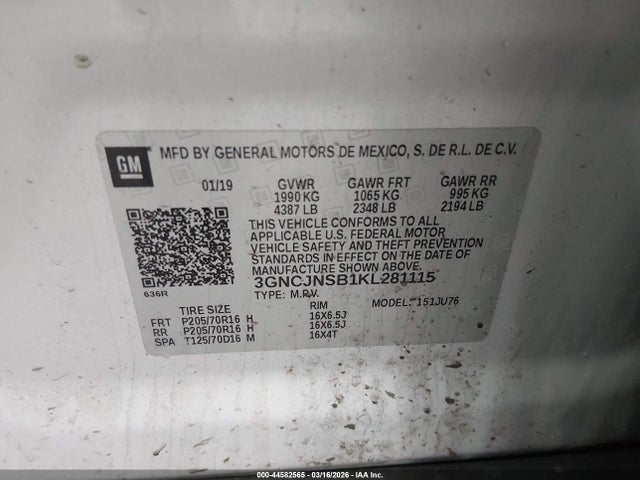 GM
MFD BY GENERAL MOTORS DE MEXICO, S. DE R.L. DE C.V.
01/19 GVWR GAWR FRT GAWR RR
1990 KG 1065 KG 995 KG
4387 LB 2348 LB 2194 LB
THIS VEHICLE CONFORMS TO ALL
APPLICABLE U.S. FEDERAL MOTOR
VEHICLE SAFETY AND THEFT PREVENTION
STANDARDS IN EFFECT ON THE DATE OF
MANUFACTURE SHOWN ABOVE.
3GNCJNSB1KL281115
636R
TYPE: M.P.V. MODEL: 151JU76
TIRE SIZE RIM
FRT P205/70R16 H 16X6.5J
RR P205/70R16 H 16X6.5J
SPA T125/70D16 M 16X4T
000-44582565 - 03/16/2026 - IAA Inc.